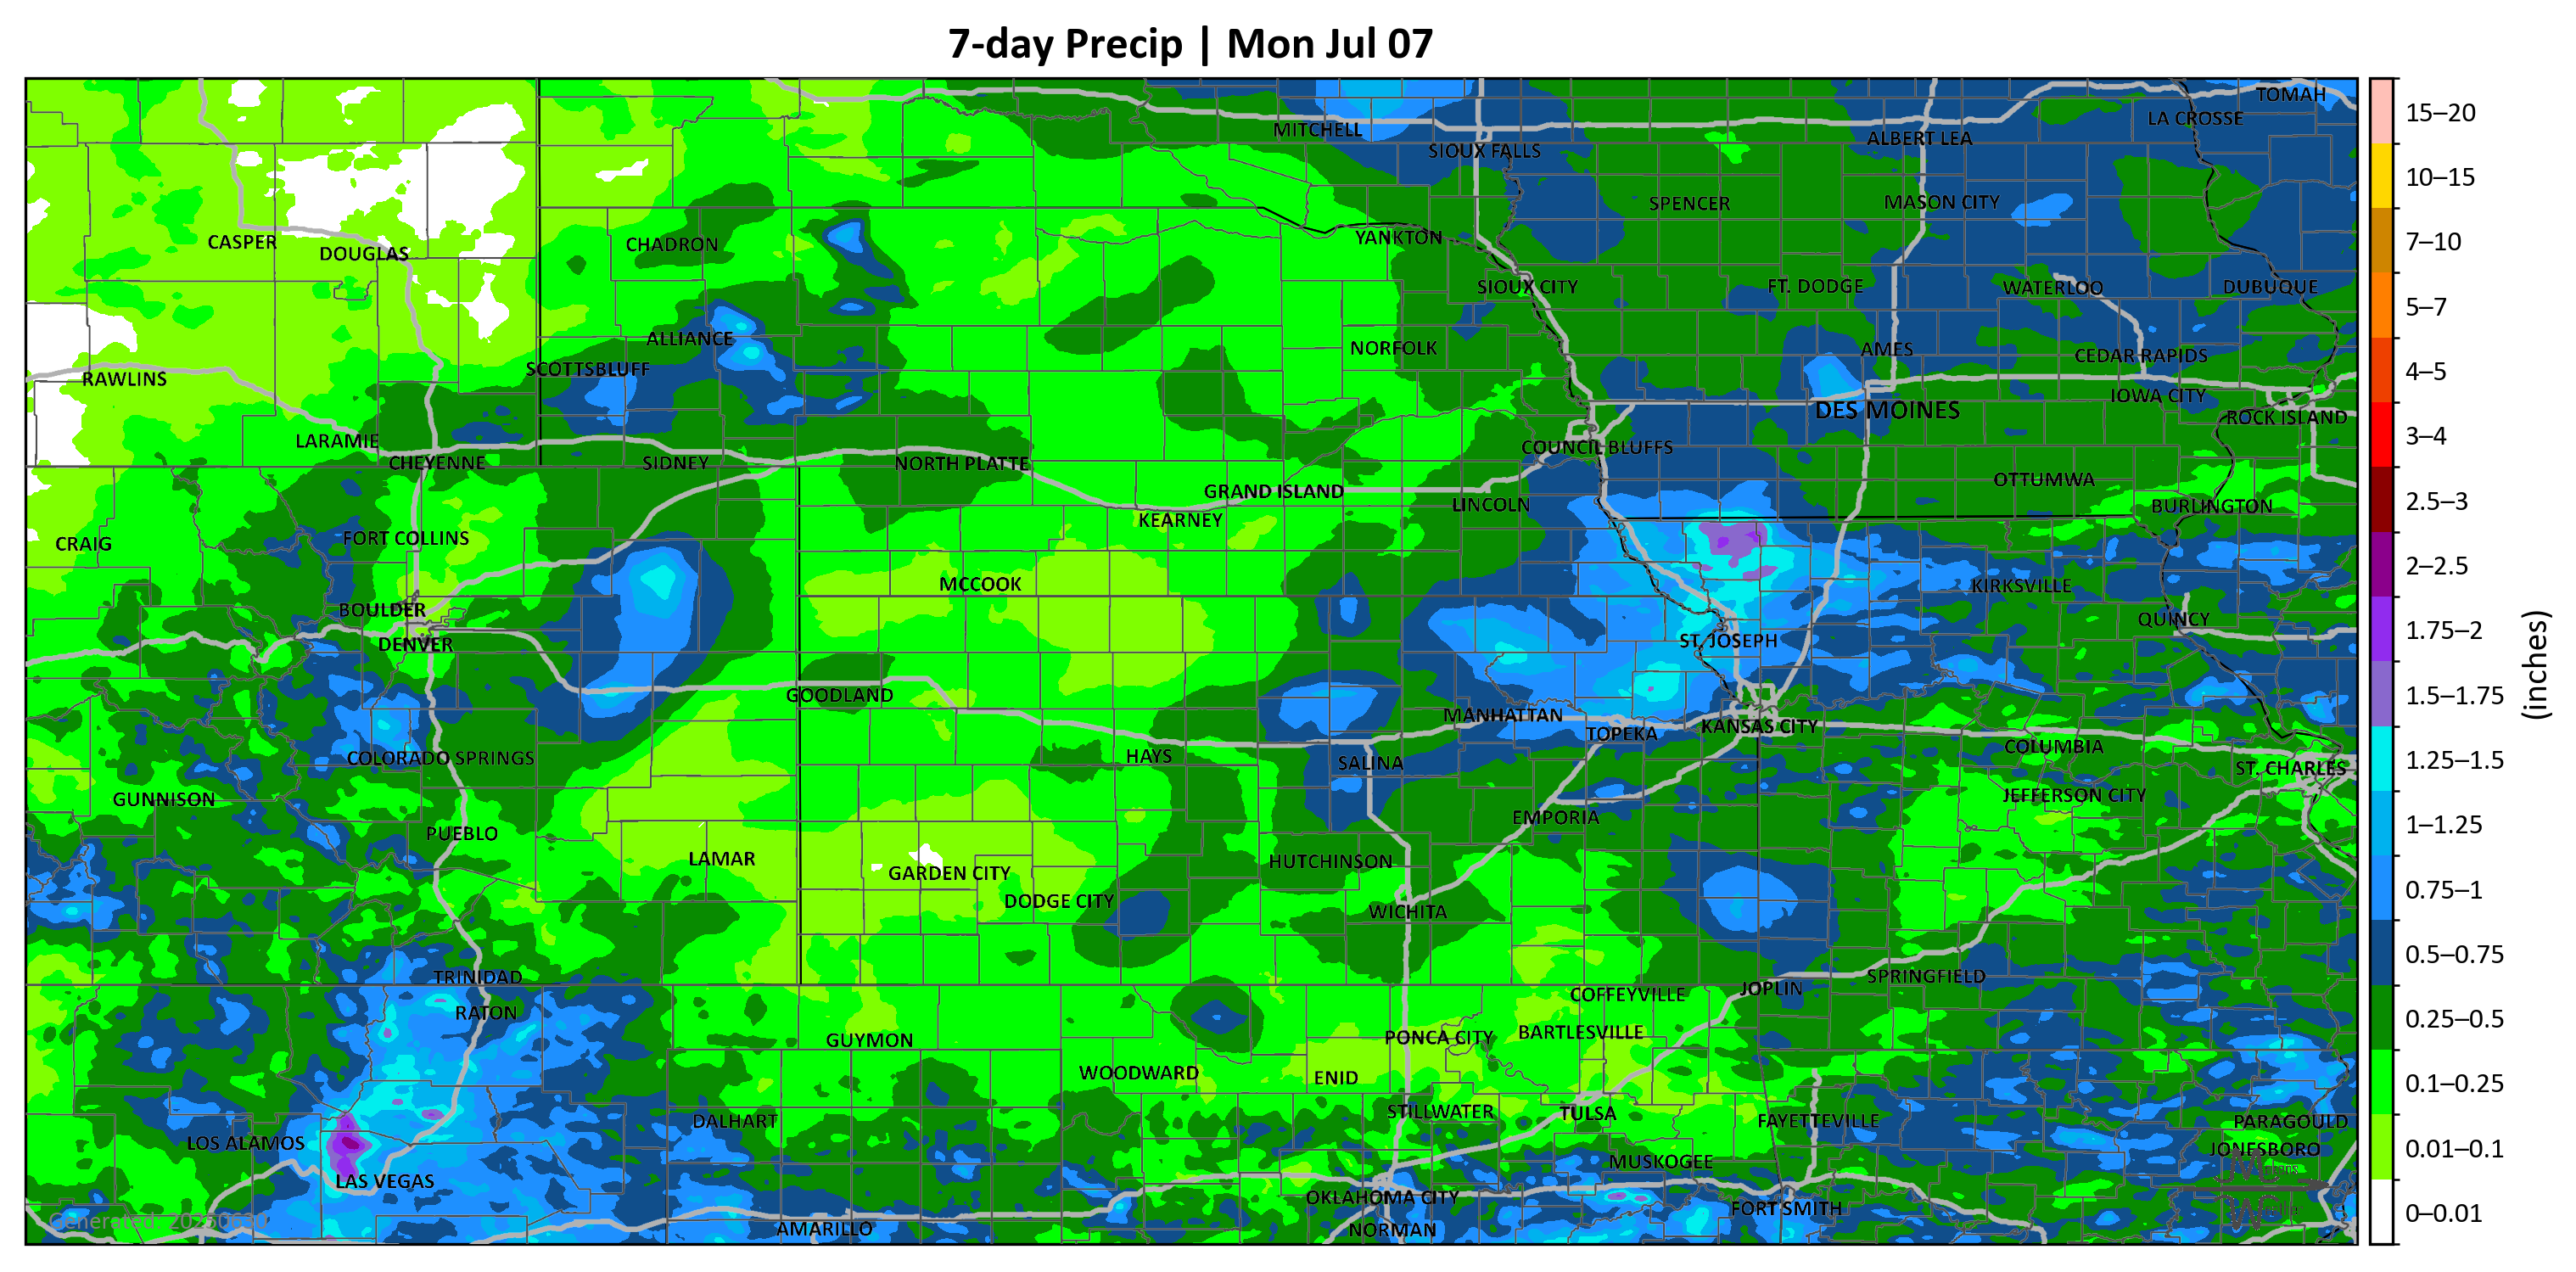 7-day Precip | Mon Jul 07
TOMAH
LA CROSSE
MITCHELL
ALBERT LEA
SIOUX FALLS
SPENCER
MASON CITY
CASPER
DOUGLAS
CHADRON
YANKTON
SIOUX CITY
FT. DODGE
WATERLOO
DUBUQUE
ALLIANCE
NORFOLK
AMES
CEDAR RAPIDS
SCOTTSBLUFF
RAWLINS
IOWA CITY
DES MOINES
ROCK ISLAND
LARAMIE
COUNCIL BLUFFS
CHEYENNE
SIDNEY
NORTH PLATTE
OTTUMWA
GRAND ISLAND
LINCOLN
BURLINGTON
KEARNEY
CRAIG
FORT COLLINS
MCCOOK
KIRKSVILLE
BOULDER
QUINCY
DENVER
ST. JOSEPH
GOODLAND
MANHATTAN
TOPEKA
KANSAS CITY
COLUMBIA
COLORADO SPRINGS
HAYS
SALINA
ST. CHARLES
GUNNISON
JEFFERSON CITY
EMPORIA
PUEBLO
LAMAR
HUTCHINSON
GARDEN CITY
DODGE CITY
WICHITA
TRINIDAD
SPRINGFIELD
JOPLIN
COFFEYVILLE
RATON
BARTLESVILLE
PONCA CITY
GUYMON
WOODWARD
ENID
STILLWATER
TULSA
DALHART
FAYETTEVILLE
PARAGOULD
LOS ALAMOS
JONESBORO
MUSKOGEE
LAS VEGAS
OKLAHOMA CITY
FORT SMITH
Generated: 20250630
AMARILLO
NORMAN
15–20
10–15
7–10
5–7
4–5
3–4
2.5–3
2–2.5
1.75–2
1.5–1.75
1.25–1.5
1–1.25
0.75–1
0.5–0.75
0.25–0.5
0.1–0.25
0.01–0.1
0–0.01
(inches)